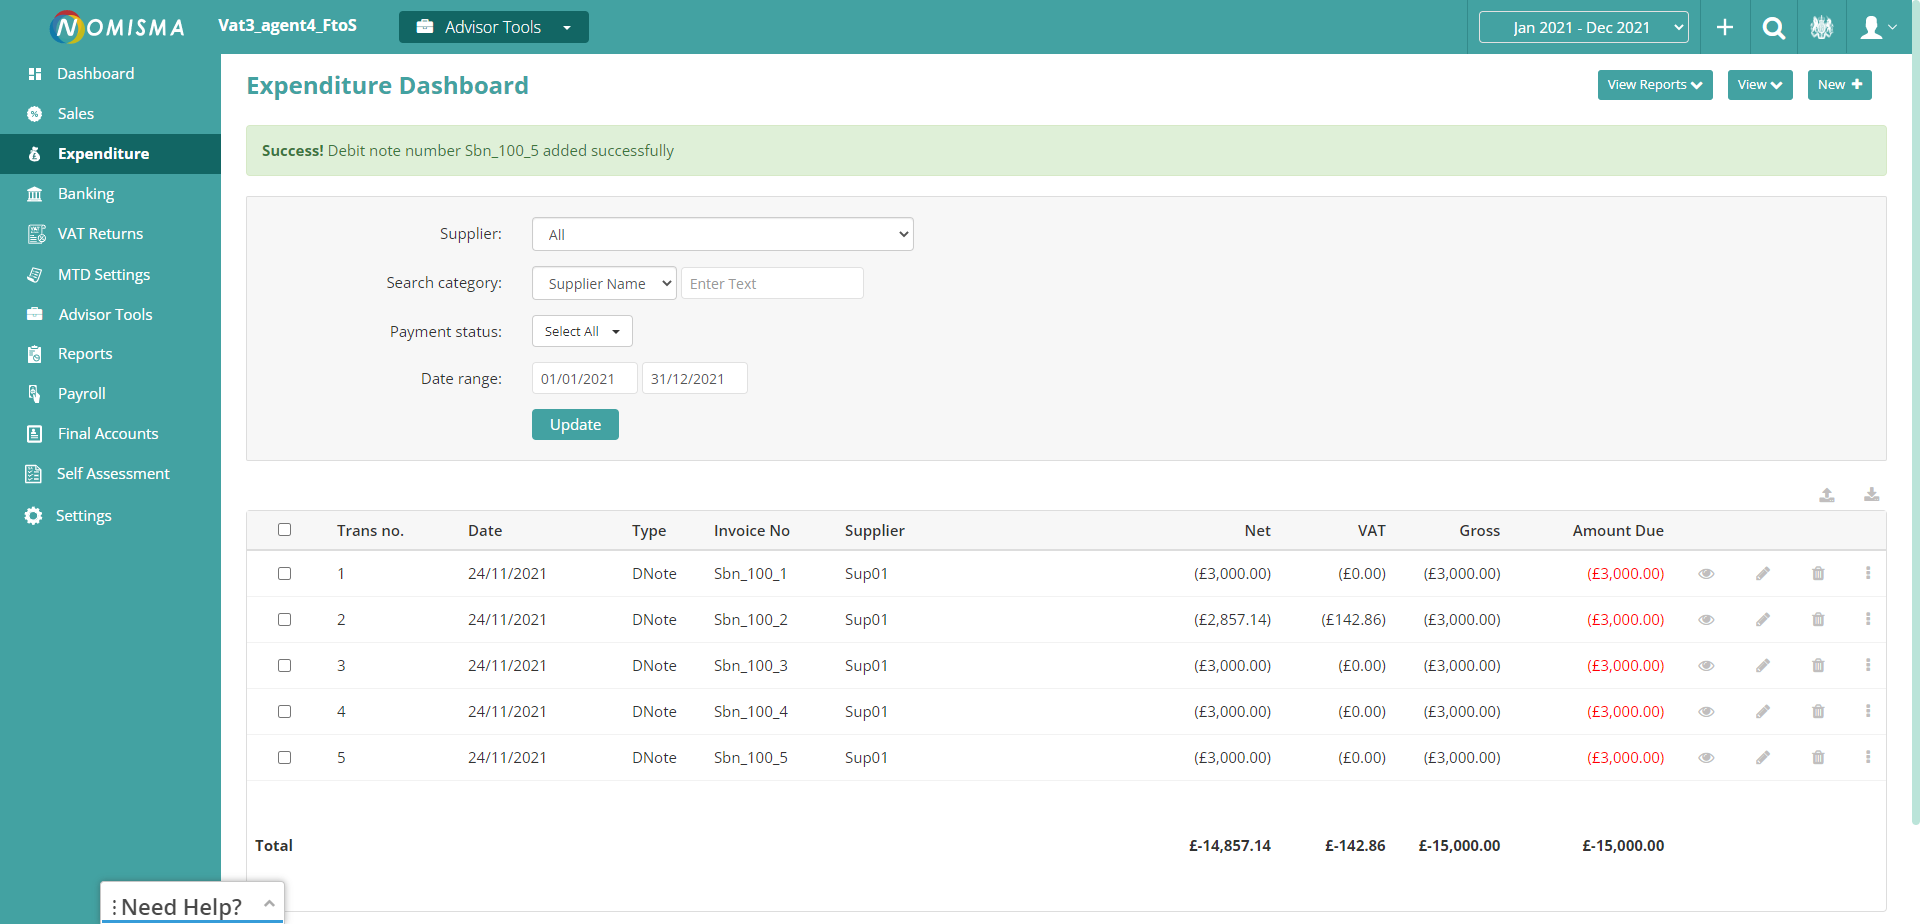 NOMISMA
Vat3_agent4_FtoS
Advisor Tools
Jan 2021 - Dec 2021
Dashboard
Sales
Expenditure
Banking
VAT Returns
MTD Settings
Advisor Tools
Reports
Payroll
Final Accounts
Self Assessment
Settings
Expenditure Dashboard
View Reports
View
New
Success! Debit note number Sbn_100_5 added successfully
Supplier: All
Search category: Supplier Name Enter Text
Payment status: Select All
Date range: 01/01/2021 31/12/2021
Update
Trans no. Date Type Invoice No Supplier Net VAT Gross Amount Due
1 24/11/2021 DNote Sbn_100_1 Sup01 (£3,000.00) (£0.00) (£3,000.00) (£3,000.00)
2 24/11/2021 DNote Sbn_100_2 Sup01 (£2,857.14) (£142.86) (£3,000.00) (£3,000.00)
3 24/11/2021 DNote Sbn_100_3 Sup01 (£3,000.00) (£0.00) (£3,000.00) (£3,000.00)
4 24/11/2021 DNote Sbn_100_4 Sup01 (£3,000.00) (£0.00) (£3,000.00) (£3,000.00)
5 24/11/2021 DNote Sbn_100_5 Sup01 (£3,000.00) (£0.00) (£3,000.00) (£3,000.00)
Total £-14,857.14 £-142.86 £-15,000.00 £-15,000.00
Need Help?